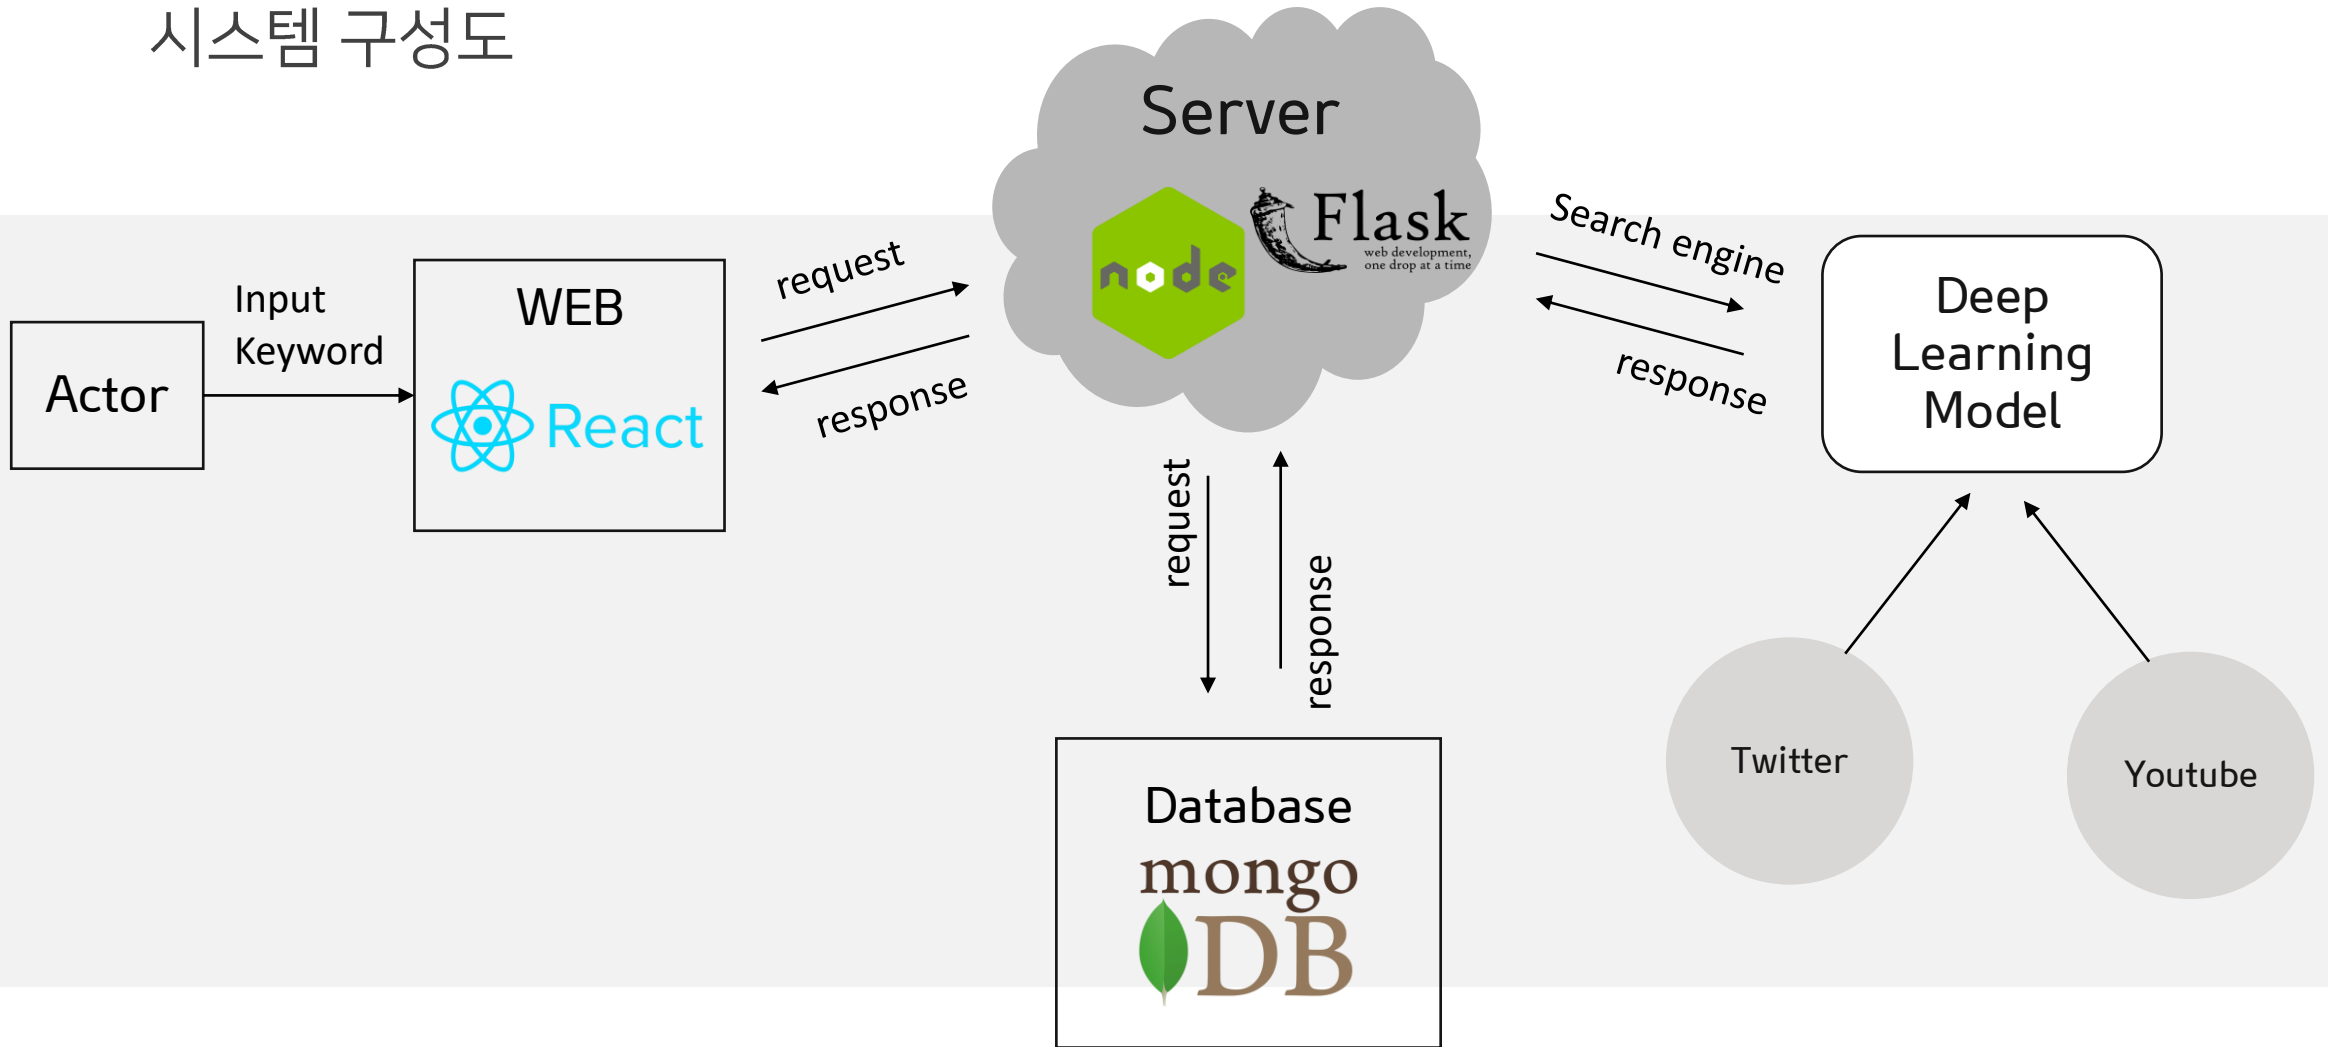 시스템 구성도
Server
node
Flask
web development,
one drop at a time
Actor
Input
Keyword
WEB
React
request
response
Search engine
response
Deep
Learning
Model
request
response
Database
mongo
DB
Twitter
Youtube